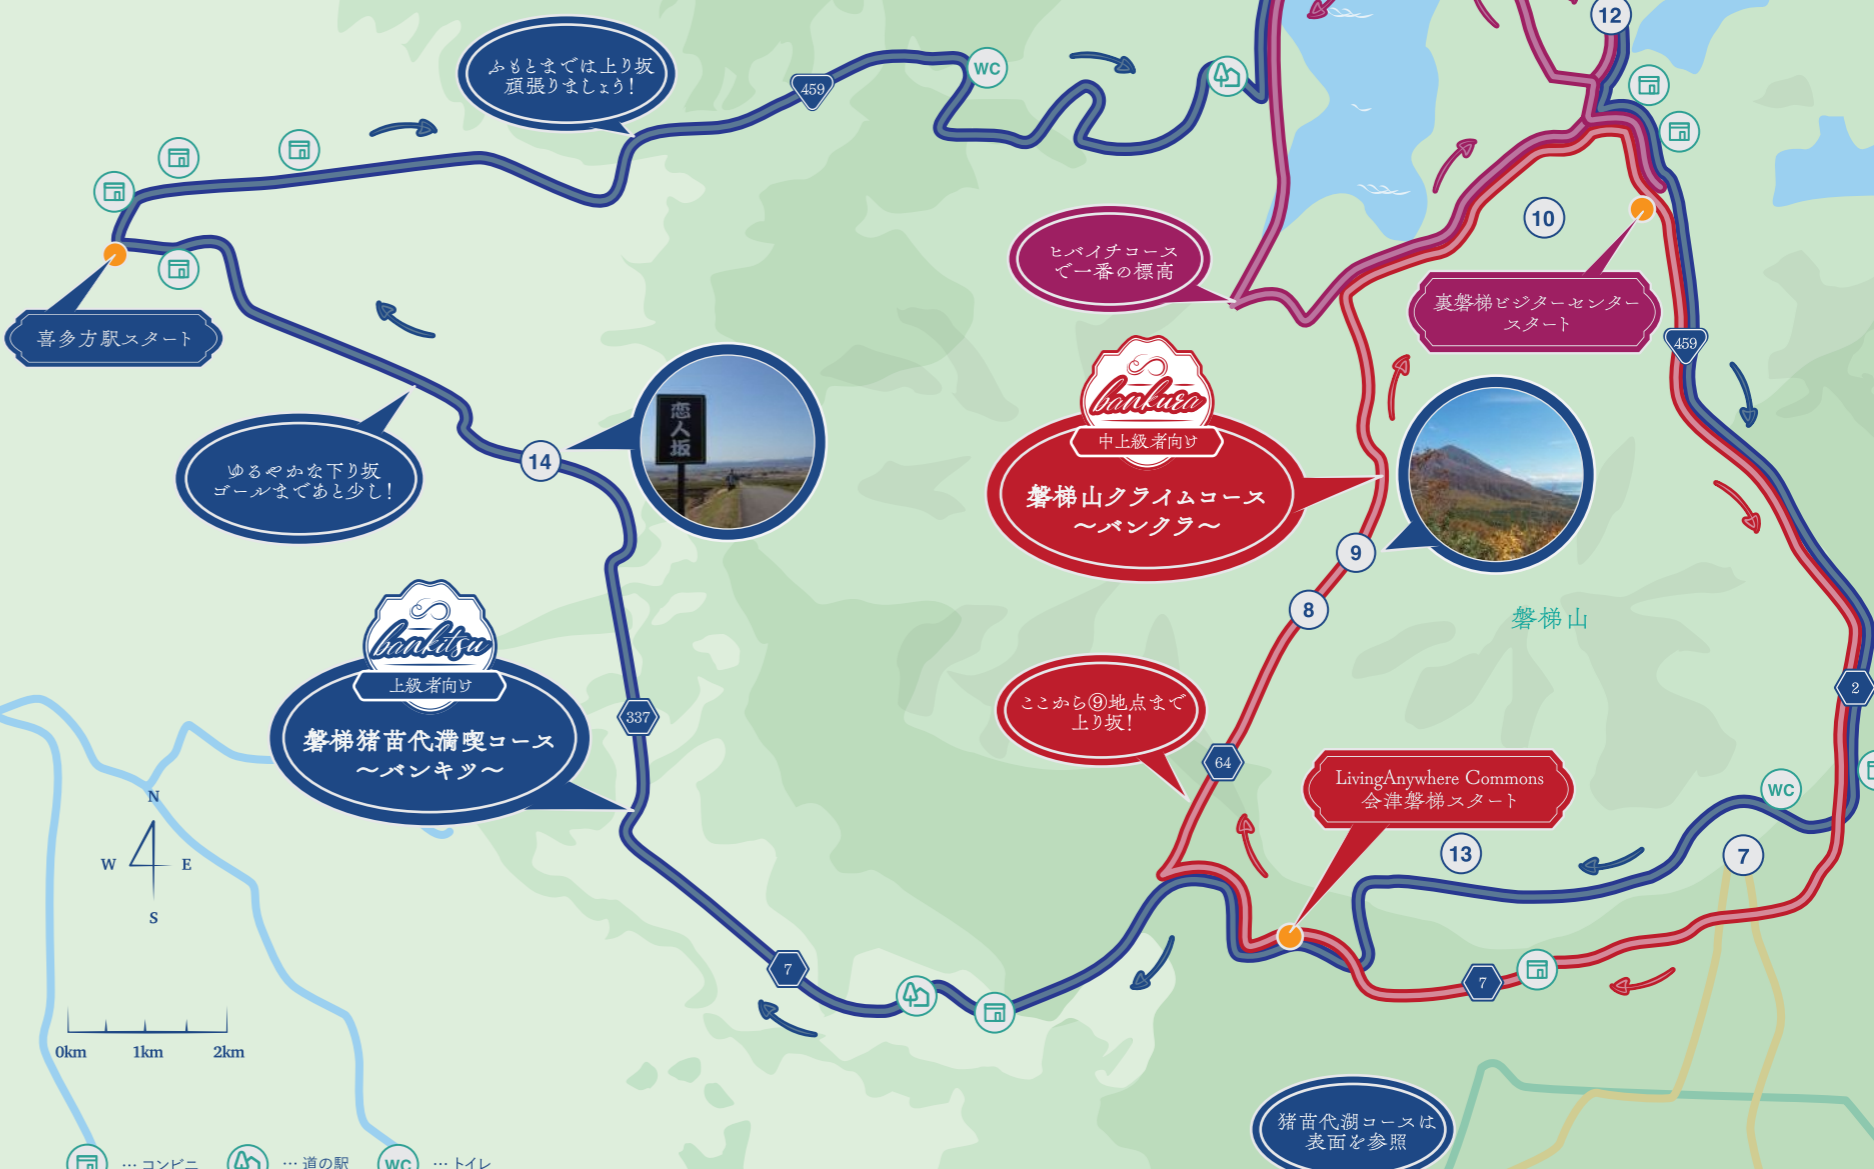 12
ふもとまでは上り坂
頑張りましょう！
WC
459
ヒバイチコース
で一番の標高
10
裏磐梯ビジターセンター
スタート
459
喜多方駅スタート
bankura
中上級者向け
磐梯山クライムコース
～バンクラ～
恋人坂
14
ゆるやかな下り坂
ゴールまであと少し！
9
8
磐梯山
bankitsu
上級者向け
磐梯猪苗代満喫コース
～バンキツ～
337
ここから⑨地点まで
上り坂！
64
2
LivingAnywhere Commons
会津磐梯スタート
WC
13
7
N
W
E
S
7
7
0km
1km
2km
猪苗代湖コースは
表面を参照
…コンビニ
…道の駅
WC
…トイレ